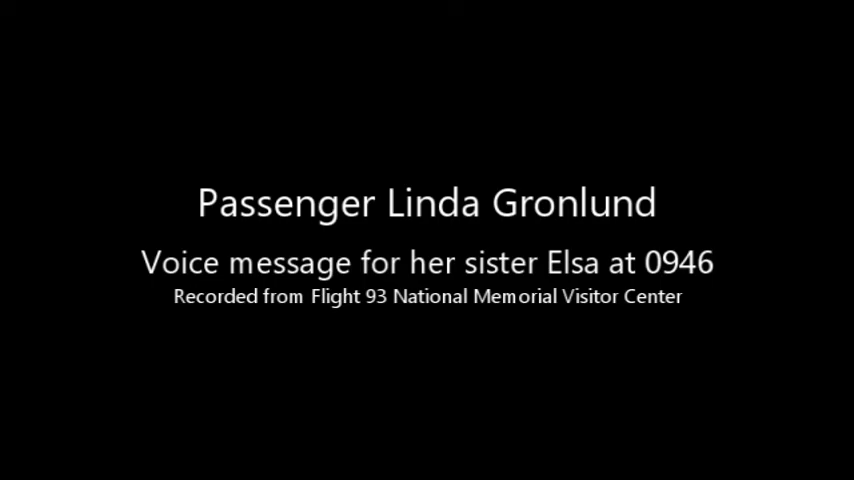 Passenger Linda Gronlund
Voice message for her sister Elsa at 0946
Recorded from Flight 93 National Memorial Visitor Center